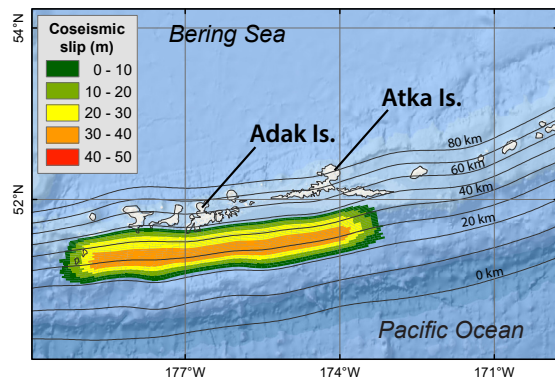 54°N
Bering Sea
Coseismic
slip (m)
0 - 10
10 - 20
20 - 30
30 - 40
40 - 50
Atka Is.
Adak Is.
80 km
60 km
40 km
52°N
20 km
0 km
Pacific Ocean
177°W
174°W
171°W